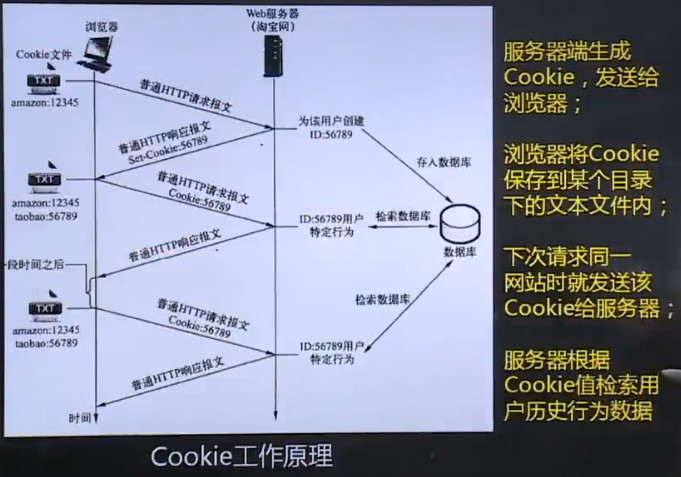 浏览器
Web服务器
(淘宝网)
Cookie文件
TXT
amazon:12345
普通HTTP请求报文
为该用户创建
ID:56789
普通HTTP响应报文
Set-Cookie:56789
存入数据库
TXT
amazon:12345
taobao:56789
普通HTTP请求报文
Cookie:56789
ID:56789用户
特定行为
检索数据库
数据库
普通HTTP响应报文
一段时间之后
TXT
amazon:12345
taobao:56789
普通HTTP请求报文
Cookie:56789
检索数据库
ID:56789用户
特定行为
普通HTTP响应报文
时间
服务器端生成
Cookie，发送给
浏览器；
浏览器将Cookie
保存到某个目录
下的文本文件内；
下次请求同一
网站时就发送该
Cookie给服务器；
服务器根据
Cookie值检索用
户历史行为数据
Cookie工作原理